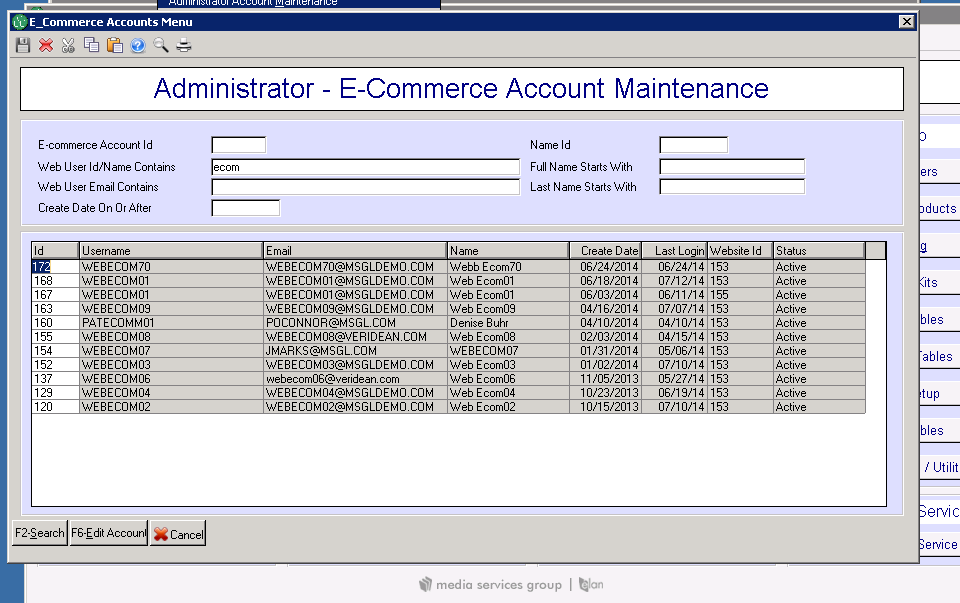 Administrator Account Maintenance
E_Commerce Accounts Menu
Administrator - E-Commerce Account Maintenance
E-commerce Account Id Name Id
Web User Id/Name Contains ecom Full Name Starts With
Web User Email Contains Last Name Starts With
Create Date On Or After
Id Username Email Name Create Date Last Login Website Id Status
172 WEBECOM70 WEBECOM70@MSGLDEMO.COM Webb Ecom70 06/24/2014 06/24/14 153 Active
168 WEBECOM01 WEBECOM01@MSGLDEMO.COM Web Ecom01 06/18/2014 07/12/14 153 Active
167 WEBECOM01 WEBECOM01@MSGLDEMO.COM Web Ecom01 06/03/2014 06/11/14 155 Active
163 WEBECOM09 WEBECOM09@MSGLDEMO.COM Web Ecom09 04/16/2014 07/07/14 153 Active
160 PATECOMM01 POCONNOR@MSGL.COM Denise Buhr 04/10/2014 04/10/14 153 Active
155 WEBECOM08 WEBECOM08@VERIDEAN.COM Web Ecom08 02/03/2014 04/15/14 153 Active
154 WEBECOM07 JMARKS@MSGL.COM WEBECOM07 01/31/2014 05/06/14 153 Active
152 WEBECOM03 WEBECOM03@MSGLDEMO.COM Web Ecom03 01/02/2014 07/10/14 153 Active
137 WEBECOM06 webecom06@veridean.com Web Ecom06 11/05/2013 05/27/14 153 Active
129 WEBECOM04 WEBECOM04@MSGLDEMO.COM Web Ecom04 10/23/2013 06/19/14 153 Active
120 WEBECOM02 WEBECOM02@MSGLDEMO.COM Web Ecom02 10/15/2013 07/10/14 153 Active
F2-Search F6-Edit Account Cancel
ers
oducts
g
Kits
bles
Tables
etup
bles
/ Utilit
Servic
Service
media services group | elan